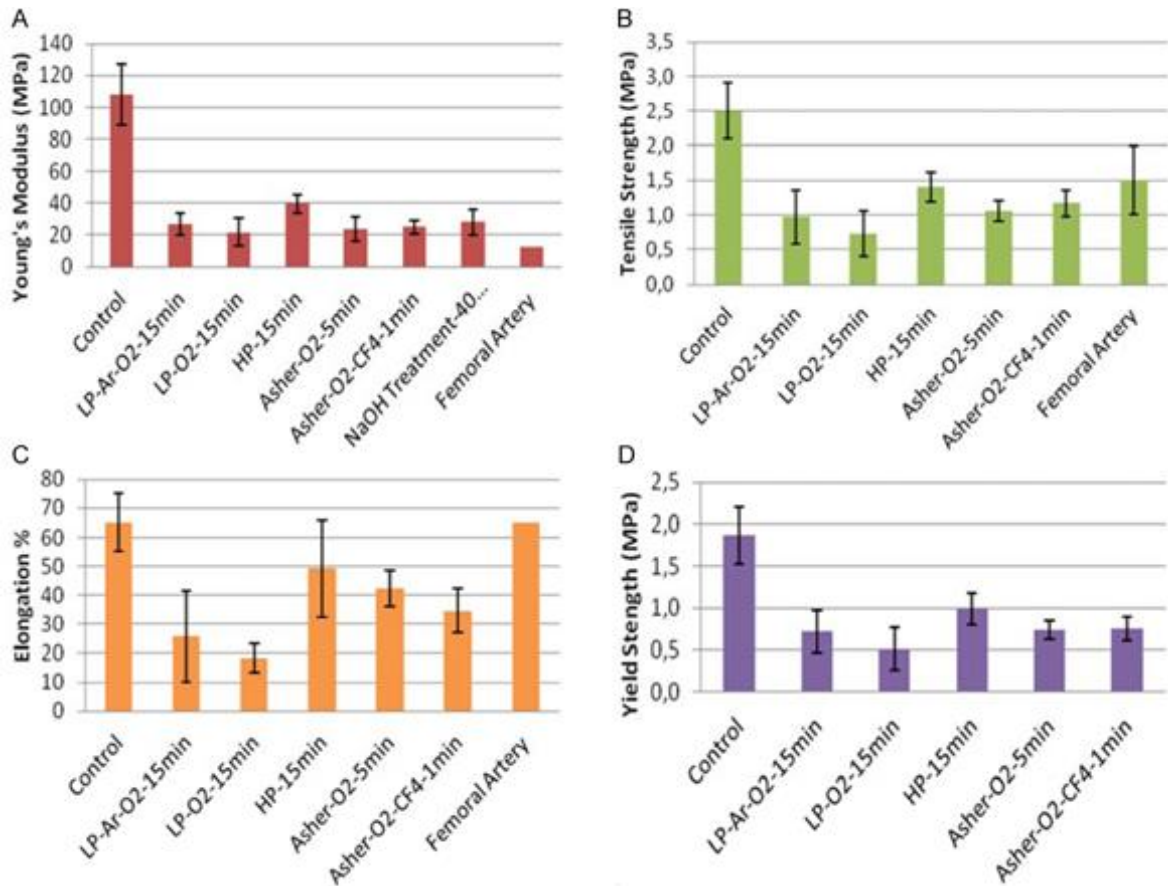 A
Young's Modulus (MPa)
140
120
100
80
60
40
20
0
Control
LP-Ar-O2-15min
LP-O2-15min
HP-15min
Asher-O2-5min
Asher-O2-CF4-1min
NaOH Treatment-40...
Femoral Artery
B
Tensile Strength (MPa)
3,5
3,0
2,5
2,0
1,5
1,0
0,5
0,0
Control
LP-Ar-O2-15min
LP-O2-15min
HP-15min
Asher-O2-5min
Asher-O2-CF4-1min
Femoral Artery
C
Elongation %
80
70
60
50
40
30
20
10
0
Control
LP-Ar-O2-15min
LP-O2-15min
HP-15min
Asher-O2-5min
Asher-O2-CF4-1min
Femoral Artery
D
Yield Stength (MPa)
2,5
2,0
1,5
1,0
0,5
0,0
Control
LP-Ar-O2-15min
LP-O2-15min
HP-15min
Asher-O2-5min
Asher-O2-CF4-1min